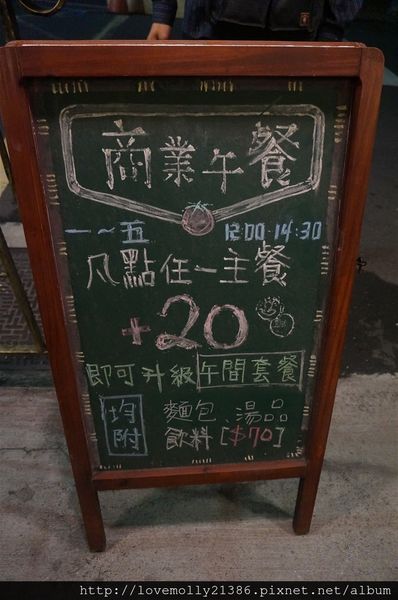 商業午餐
一～五 12:00-14:30
凡點任一主餐
+20
即可升級午間套餐
均附 麵包、湯品
飲料[$70]
http://lovemolly21386.pixnet.net/album